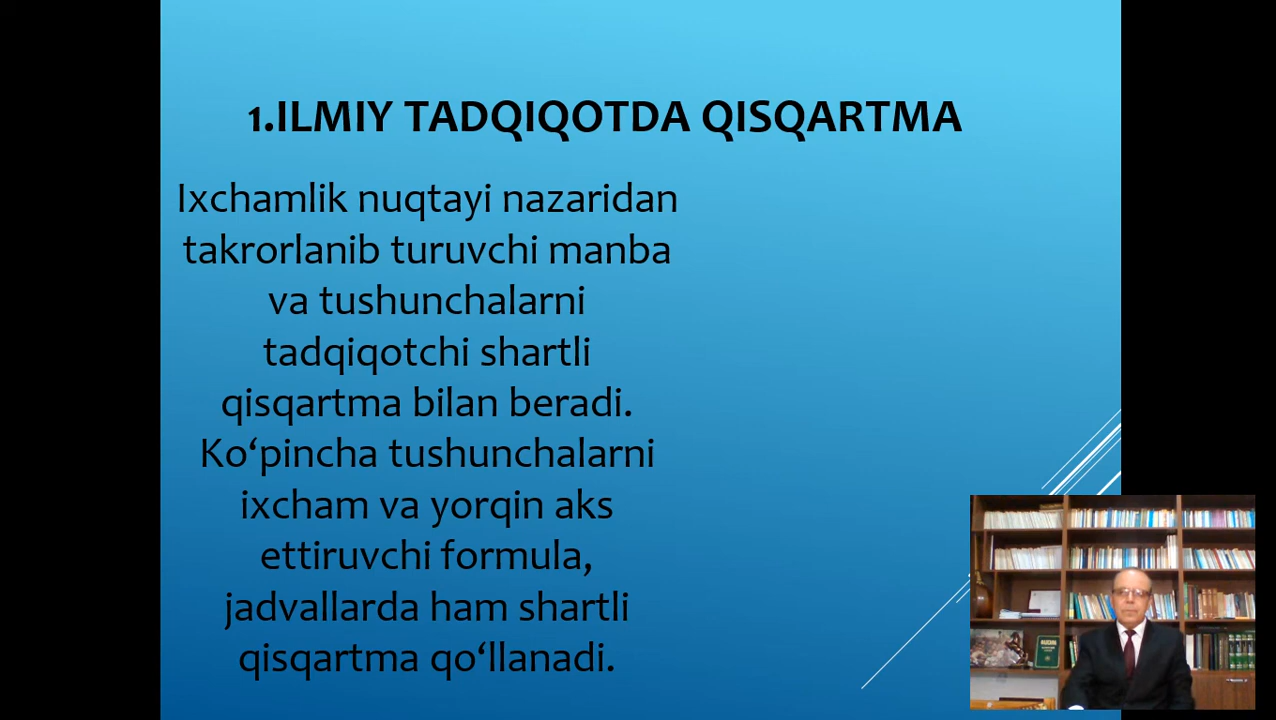 1.ILMIY TADQIQOTDA QISQARTMA
Ixchamlik nuqtayi nazaridan
takrorlanib turuvchi manba
va tushunchalarni
tadqiqotchi shartli
qisqartma bilan beradi.
Ko‘pincha tushunchalarni
ixcham va yorqin aks
ettiruvchi formula,
jadvallarda ham shartli
qisqartma qo‘llanadi.